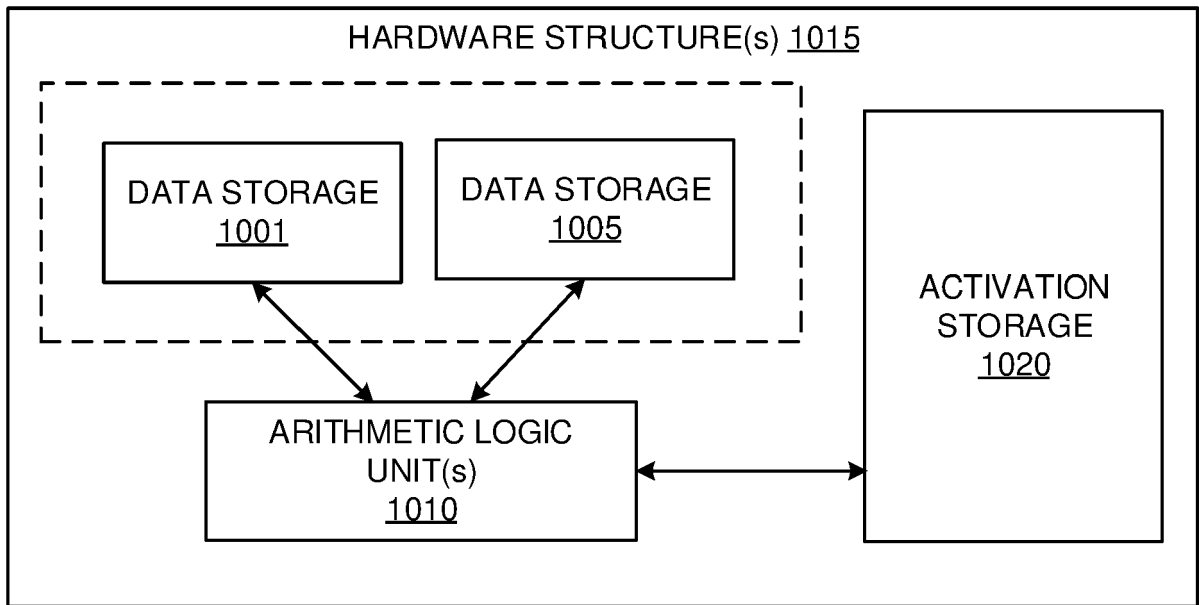 HARDWARE STRUCTURE(s) 1015
DATA STORAGE
1001
DATA STORAGE
1005
ACTIVATION
STORAGE
1020
ARITHMETIC LOGIC
UNIT(s)
1010